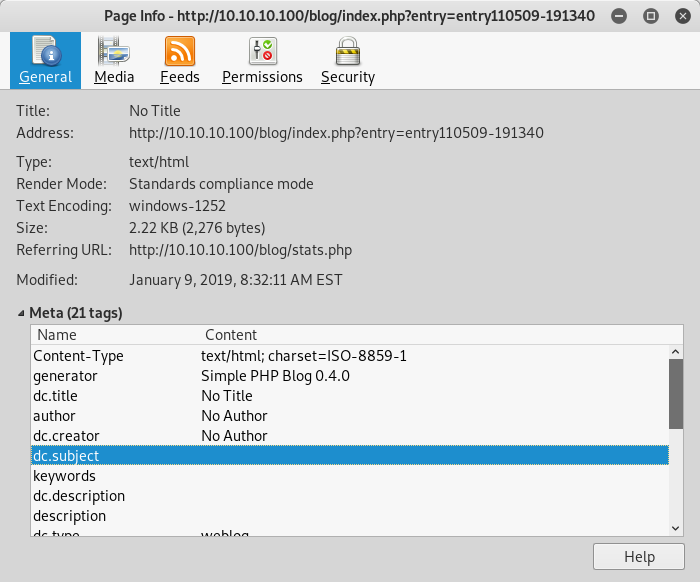 Page Info - http://10.10.10.100/blog/index.php?entry=entry110509-191340
General Media Feeds Permissions Security
Title: No Title
Address: http://10.10.10.100/blog/index.php?entry=entry110509-191340
Type: text/html
Render Mode: Standards compliance mode
Text Encoding: windows-1252
Size: 2.22 KB (2,276 bytes)
Referring URL: http://10.10.10.100/blog/stats.php
Modified: January 9, 2019, 8:32:11 AM EST
Meta (21 tags)
Name Content
Content-Type text/html; charset=ISO-8859-1
generator Simple PHP Blog 0.4.0
dc.title No Title
author No Author
dc.creator No Author
dc.subject
keywords
dc.description
description
dc.type weblog
Help